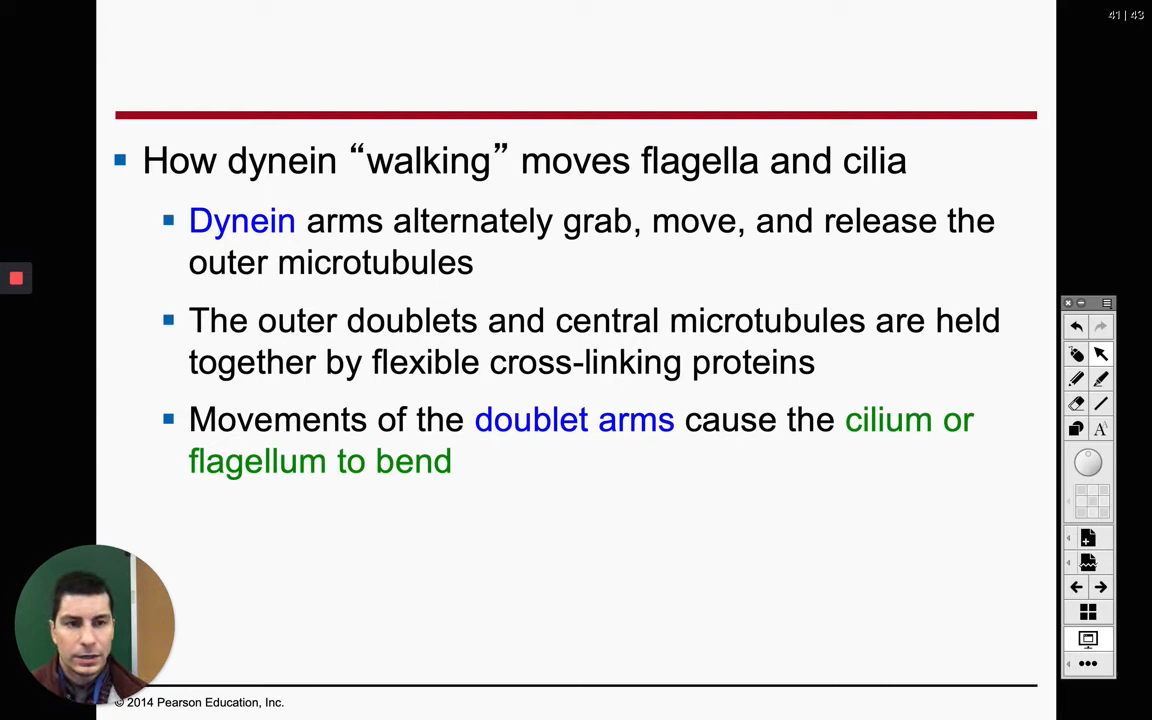 41 | 43
How dynein “walking” moves flagella and cilia
Dynein arms alternately grab, move, and release the
outer microtubules
The outer doublets and central microtubules are held
together by flexible cross-linking proteins
Movements of the doublet arms cause the cilium or
flagellum to bend
A
© 2014 Pearson Education, Inc.